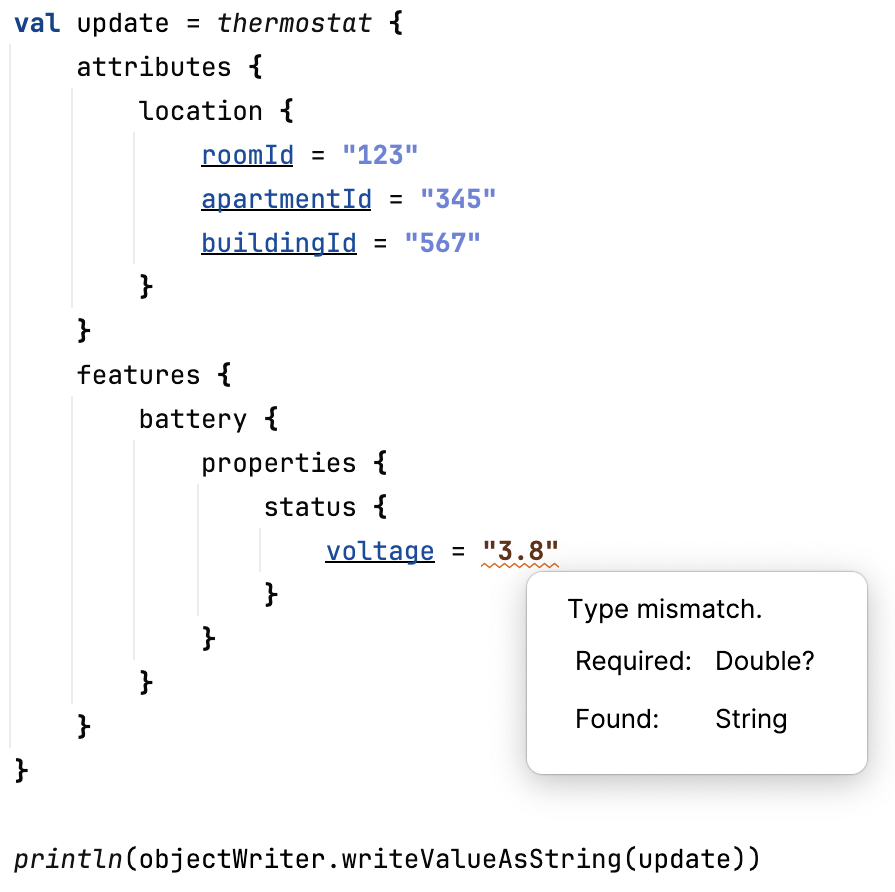 val update = thermostat {
    attributes {
        location {
            roomId = "123"
            apartmentId = "345"
            buildingId = "567"
        }
    }
    features {
        battery {
            properties {
                status {
                    voltage = "3.8"
                }
            }
        }
    }
}
Type mismatch.
Required: Double?
Found: String
println(objectWriter.writeValueAsString(update))